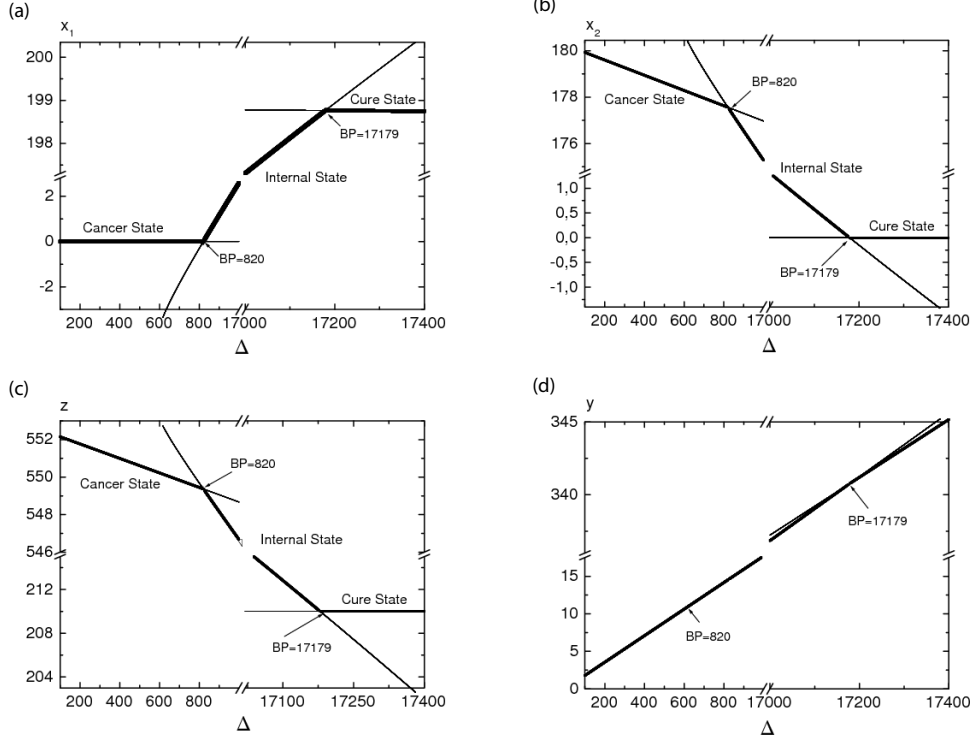 (a)
x1
200
199
198
2
0
-2
Cure State
BP=17179
Internal State
Cancer State
BP=820
200 400 600 800 17000 17200 17400
Δ
(b)
x2
180
178
176
1,0
0,5
0,0
-0,5
-1,0
BP=820
Cancer State
Internal State
Cure State
BP=17179
200 400 600 800 17000 17200 17400
Δ
(c)
z
552
550
548
546
212
208
204
BP=820
Cancer State
Internal State
Cure State
BP=17179
200 400 600 800 17100 17250 17400
Δ
(d)
y
345
340
15
10
5
0
BP=17179
BP=820
200 400 600 800 17000 17200 17400
Δ